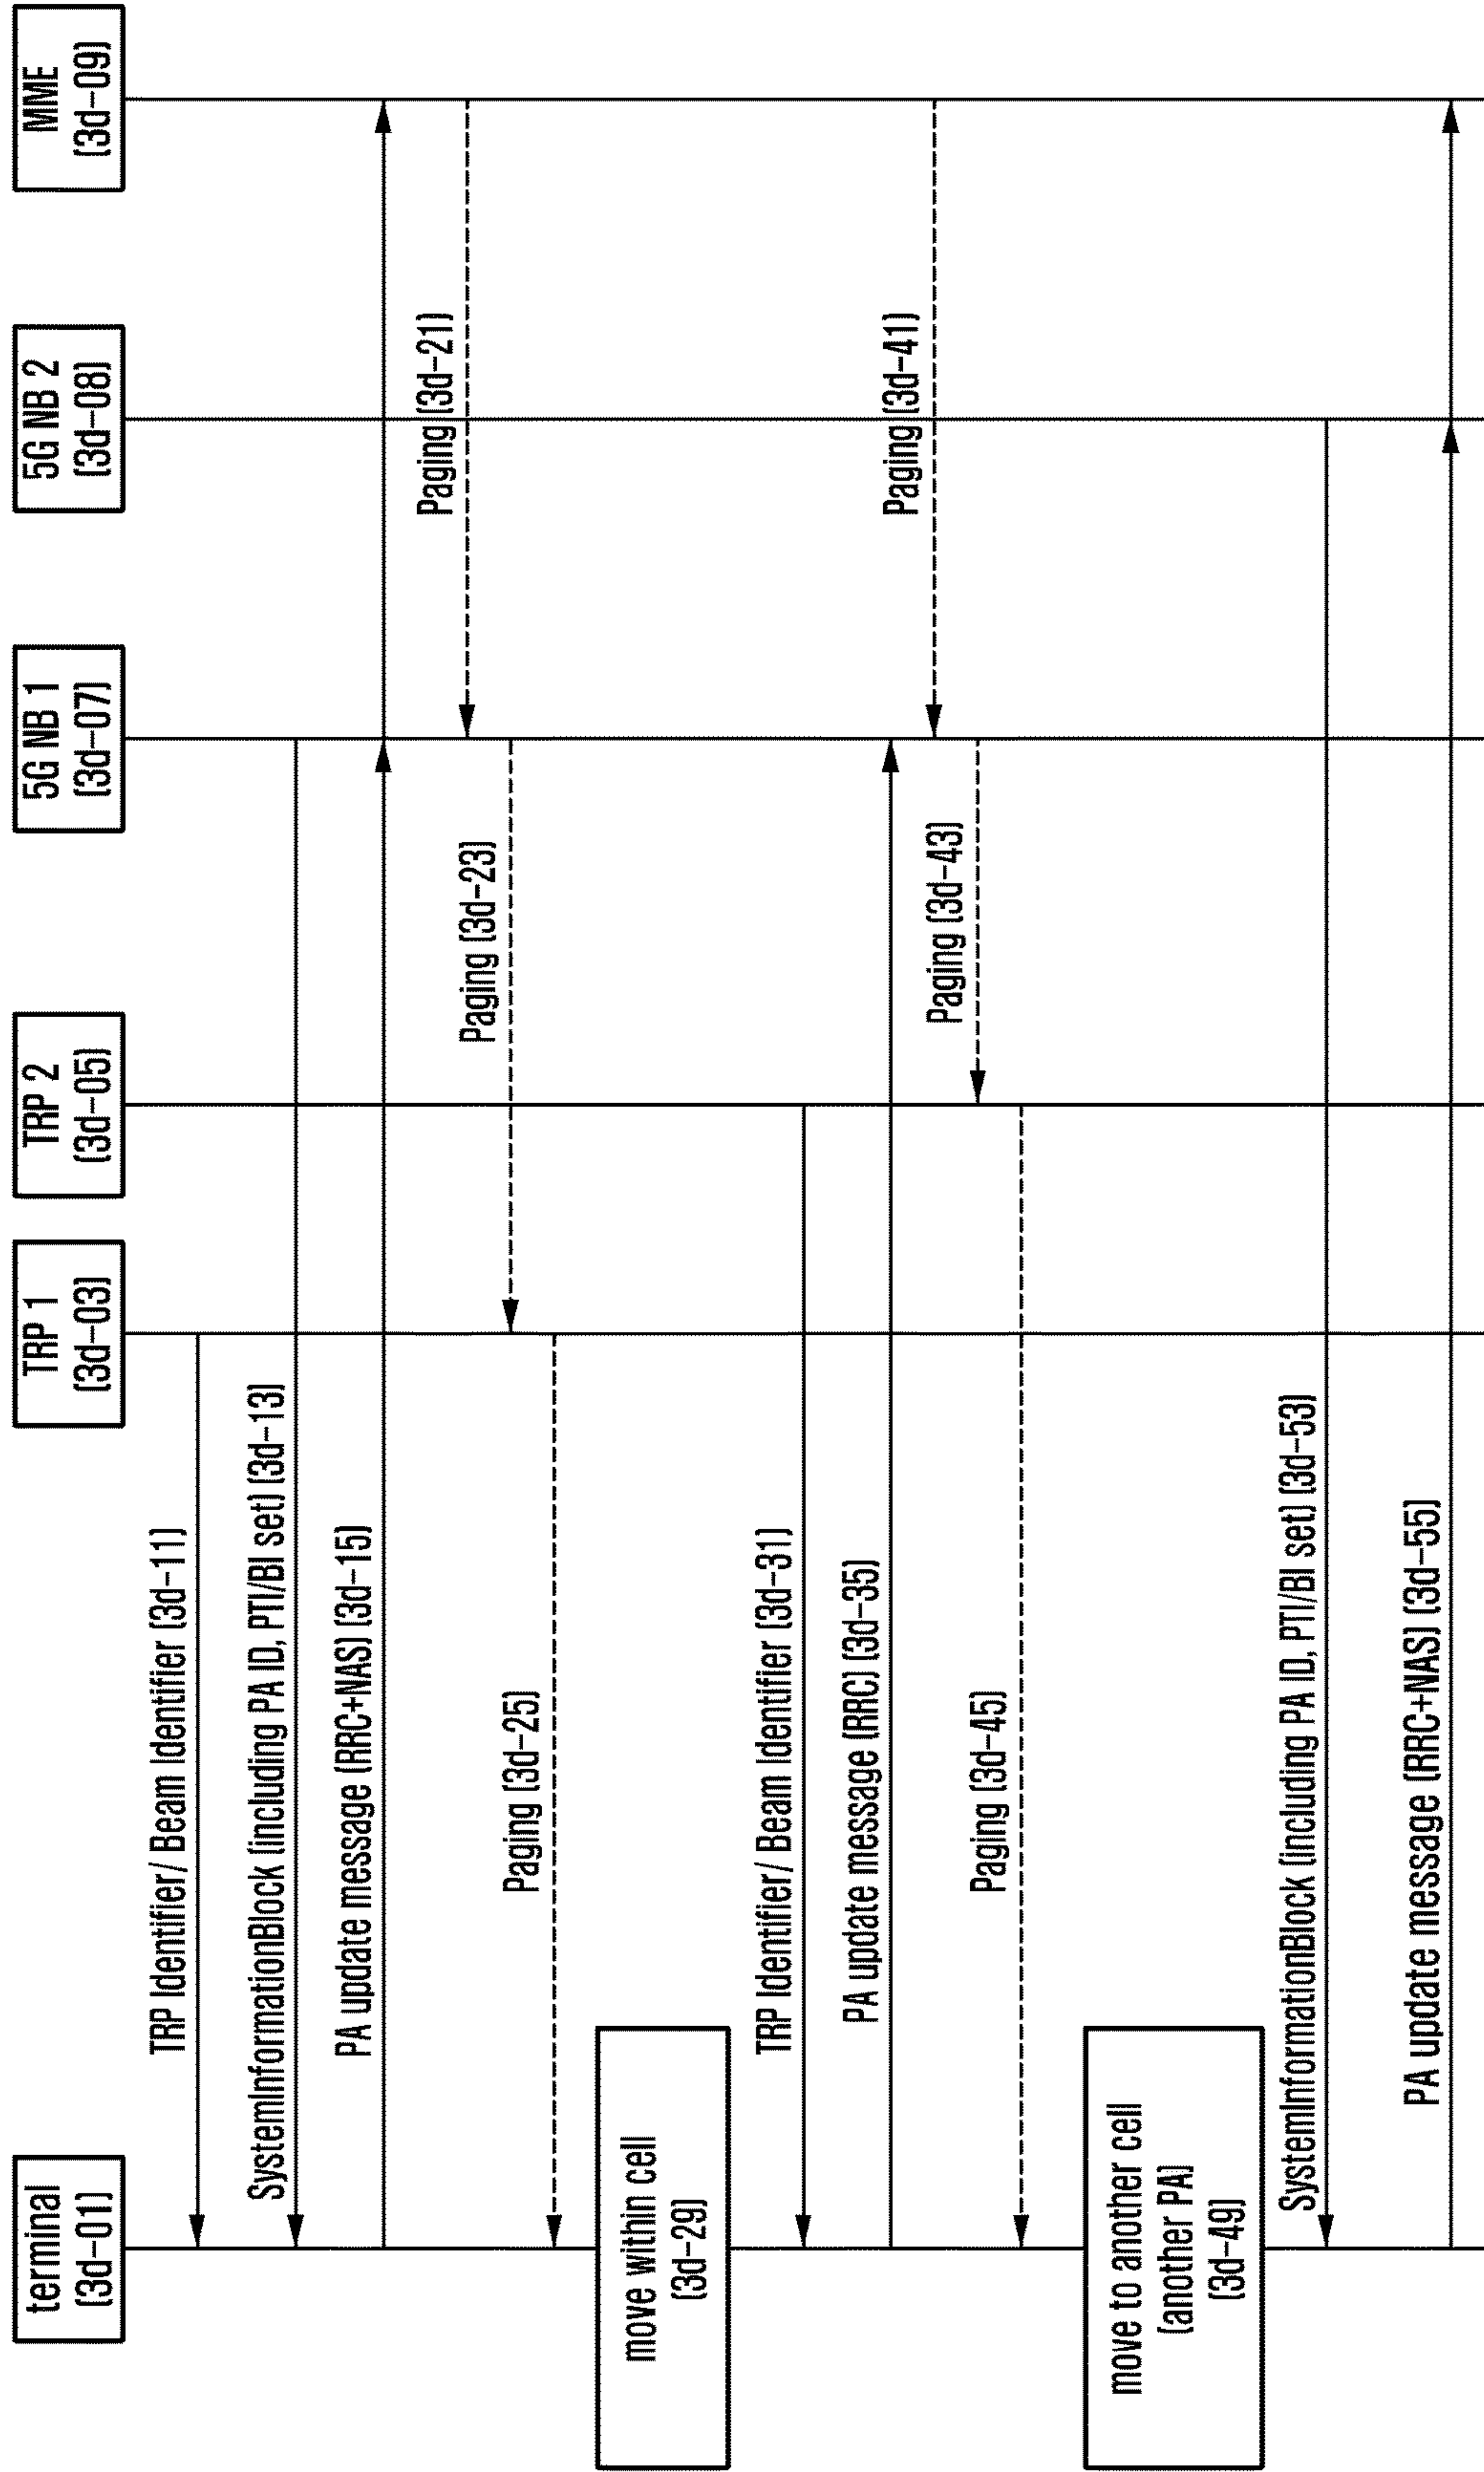 terminal
(3d-01)
TRP 1
(3d-03)
TRP 2
(3d-05)
5G NB 1
(3d-07)
5G NB 2
(3d-08)
MME
(3d-09)
TRP Identifier/ Beam Identifier (3d-11)
SystemInformationBlock (including PA ID, PTI/BI set) (3d-13)
PA update message (RRC+NAS) (3d-15)
Paging (3d-21)
Paging (3d-23)
Paging (3d-25)
move within cell
(3d-29)
TRP Identifier/ Beam Identifier (3d-31)
PA update message (RRC) (3d-35)
Paging (3d-41)
Paging (3d-43)
Paging (3d-45)
move to another cell
(another PA)
(3d-49)
SystemInformationBlock (including PA ID, PTI/BI set) (3d-53)
PA update message (RRC+NAS) (3d-55)